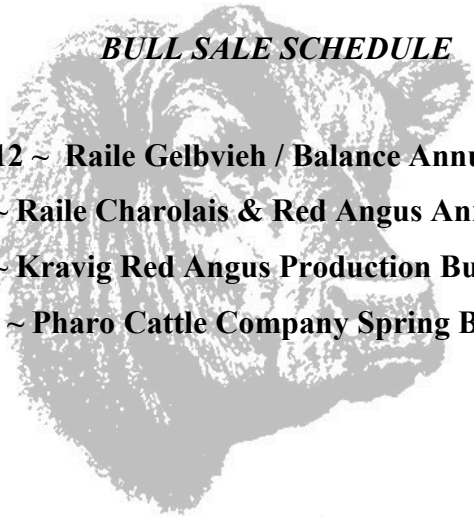 BULL SALE SCHEDULE
12 ~ Raile Gelbvieh / Balance Annu
~ Raile Charolais & Red Angus An
~ Kravig Red Angus Production Bu
~ Pharo Cattle Company Spring B